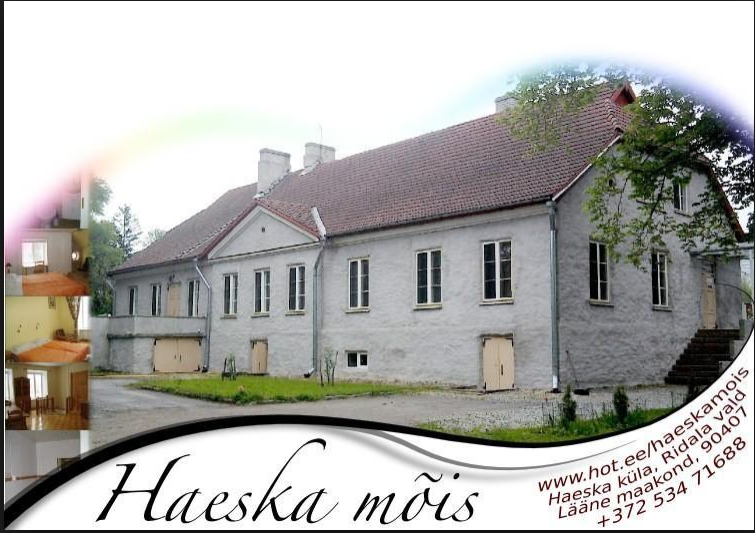 Haeska mõis
www.hot.ee/haeskamois
Haeska küla, Ridala vald
Lääne maakond, 90407
+372 534 71688